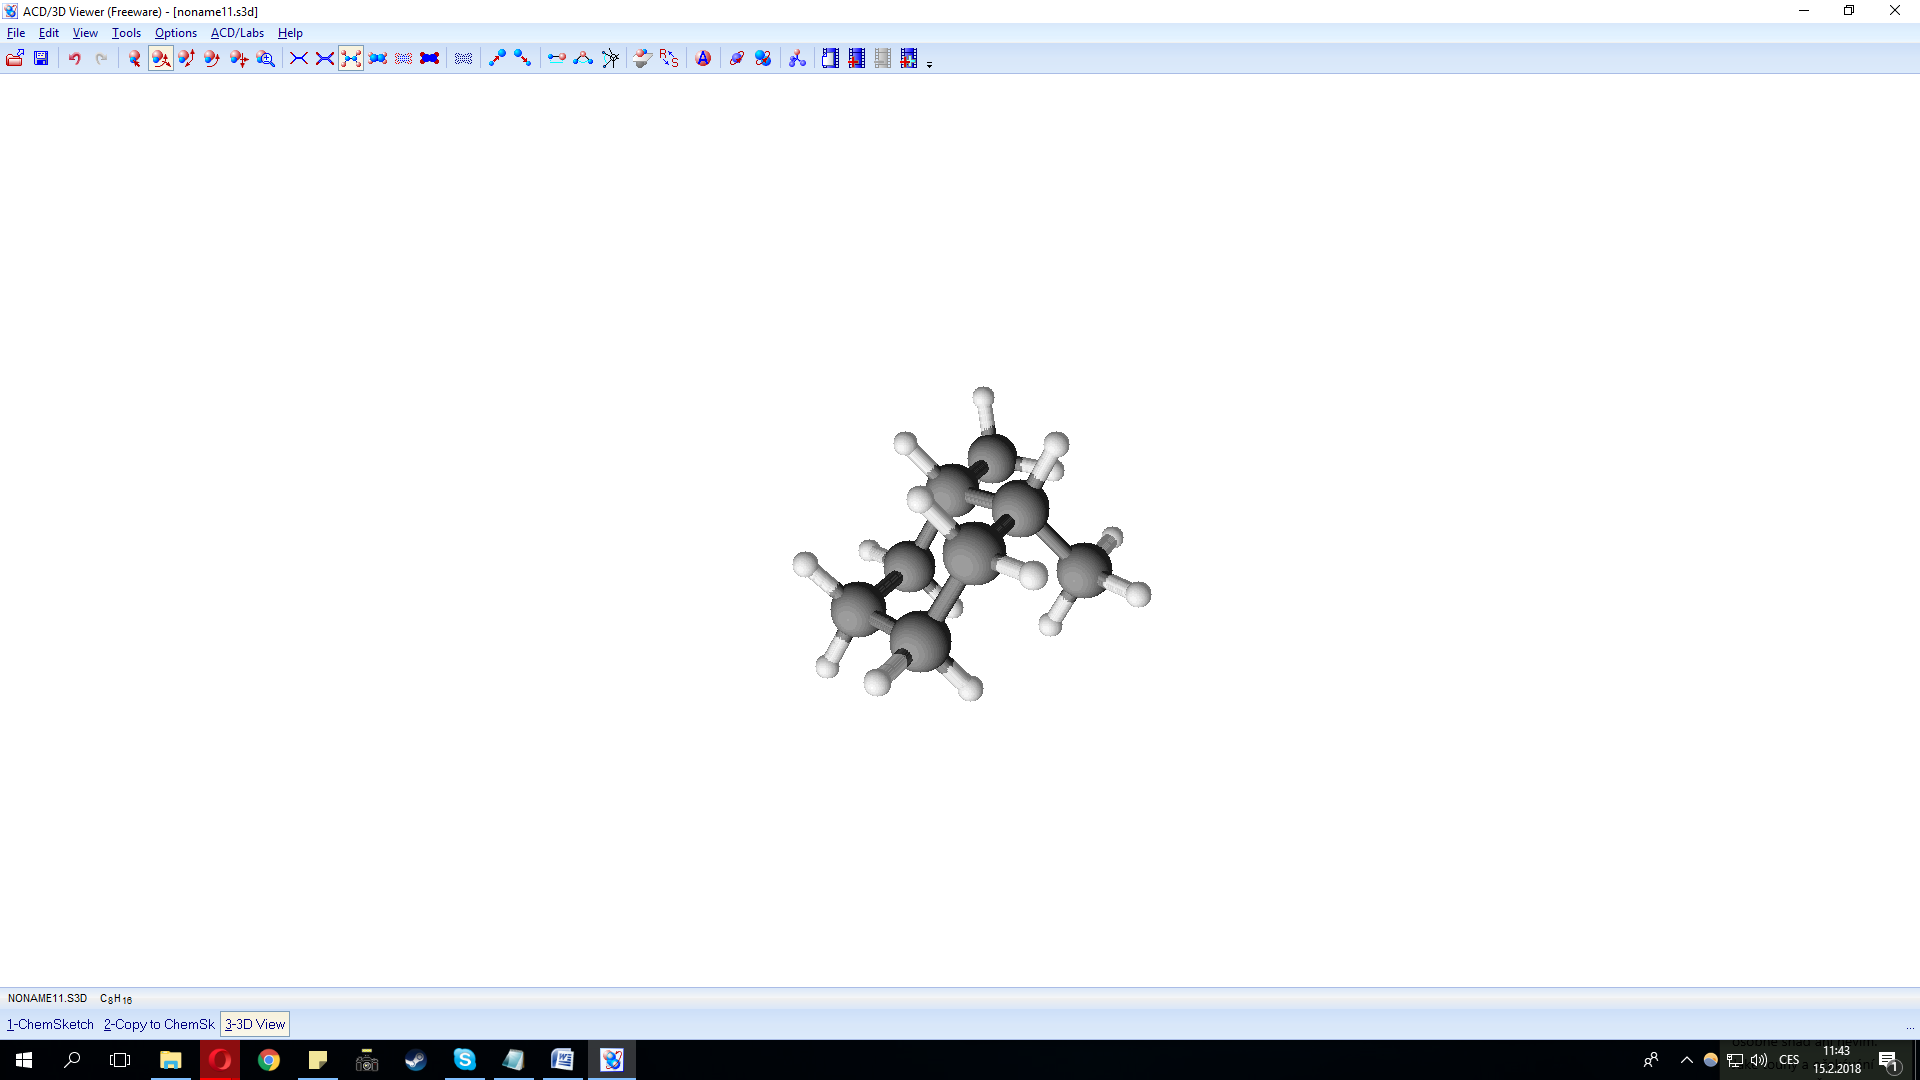 ACD/3D Viewer (Freeware) - [noname11.s3d]
File Edit View Tools Options ACD/Labs Help
NONAME11.S3D C8H16
1-ChemSketch 2-Copy to ChemSk 3-3D View
...
CES
11:43
15.2.2018
1